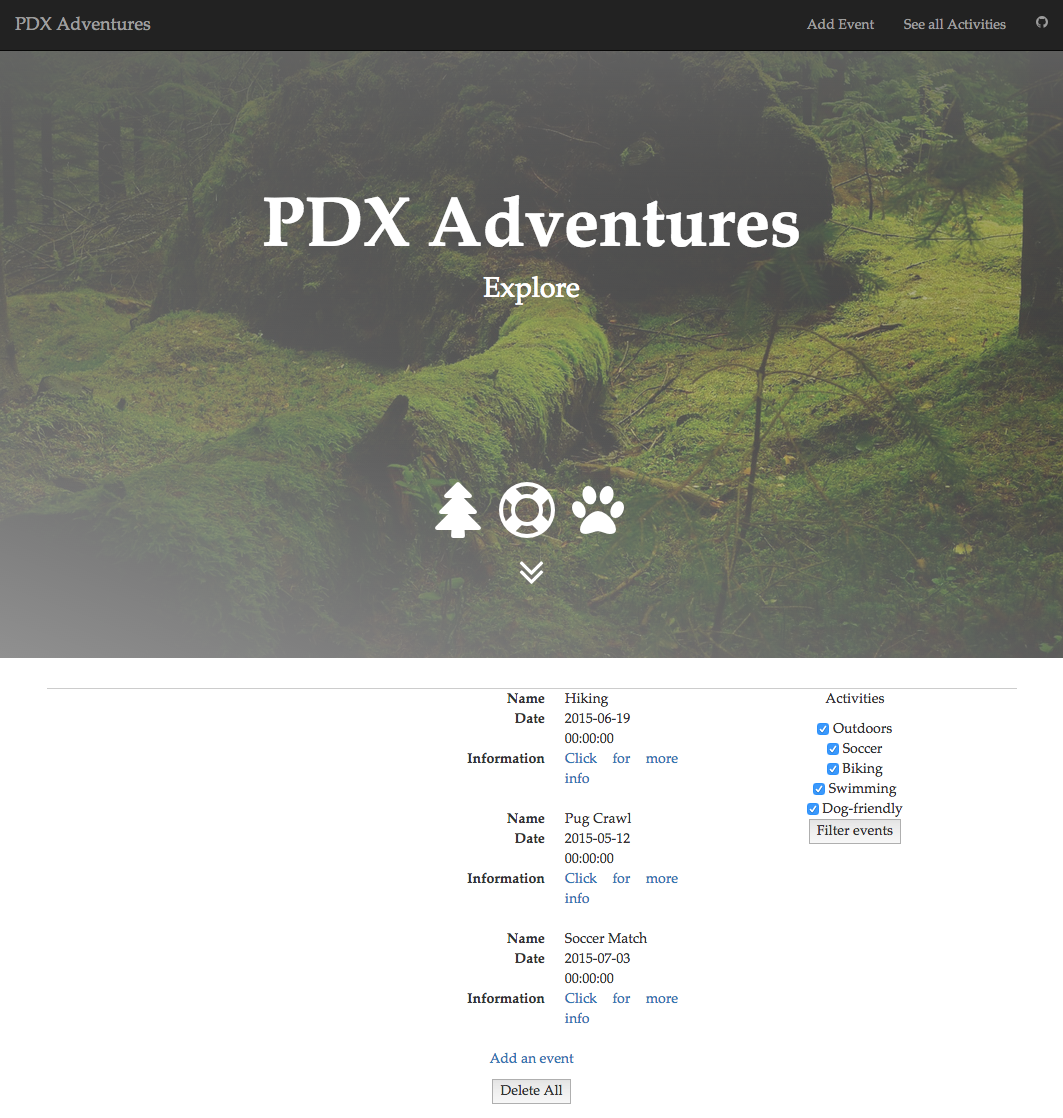 PDX Adventures
Add Event
See all Activities
PDX Adventures
Explore
Name Hiking
Date 2015-06-19
00:00:00
Information Click for more
info
Name Pug Crawl
Date 2015-05-12
00:00:00
Information Click for more
info
Name Soccer Match
Date 2015-07-03
00:00:00
Information Click for more
info
Add an event
Delete All
Activities
Outdoors
Soccer
Biking
Swimming
Dog-friendly
Filter events